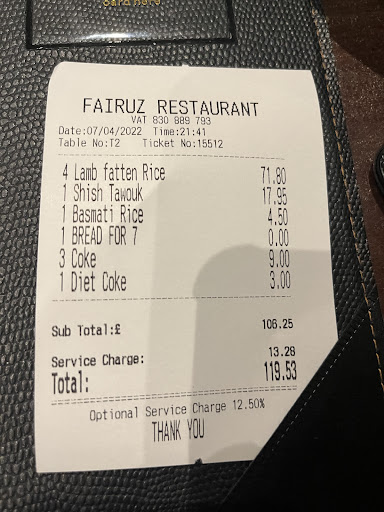 FAIRUZ RESTAURANT
VAT 830 889 793
Date:07/04/2022 Time:21:41
Table No:T2 Ticket No:15512
4 Lamb fatten Rice 71.80
1 Shish Tawouk 17.95
1 Basmati Rice 4.50
1 BREAD FOR 7 0.00
3 Coke 9.00
1 Diet Coke 3.00
Sub Total:£ 106.25
Service Charge: 13.28
Total: 119.53
Optional Service Charge 12.50%
THANK YOU